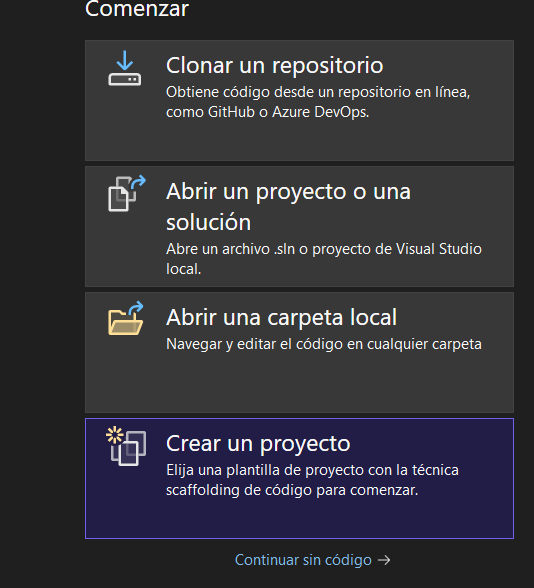 Comenzar
Clonar un repositorio
Obtiene código desde un repositorio en línea,
como GitHub o Azure DevOps.
Abrir un proyecto o una
solución
Abre un archivo .sln o proyecto de Visual Studio
local.
Abrir una carpeta local
Navegar y editar el código en cualquier carpeta
Crear un proyecto
Elija una plantilla de proyecto con la técnica
scaffolding de código para comenzar.
Continuar sin código →